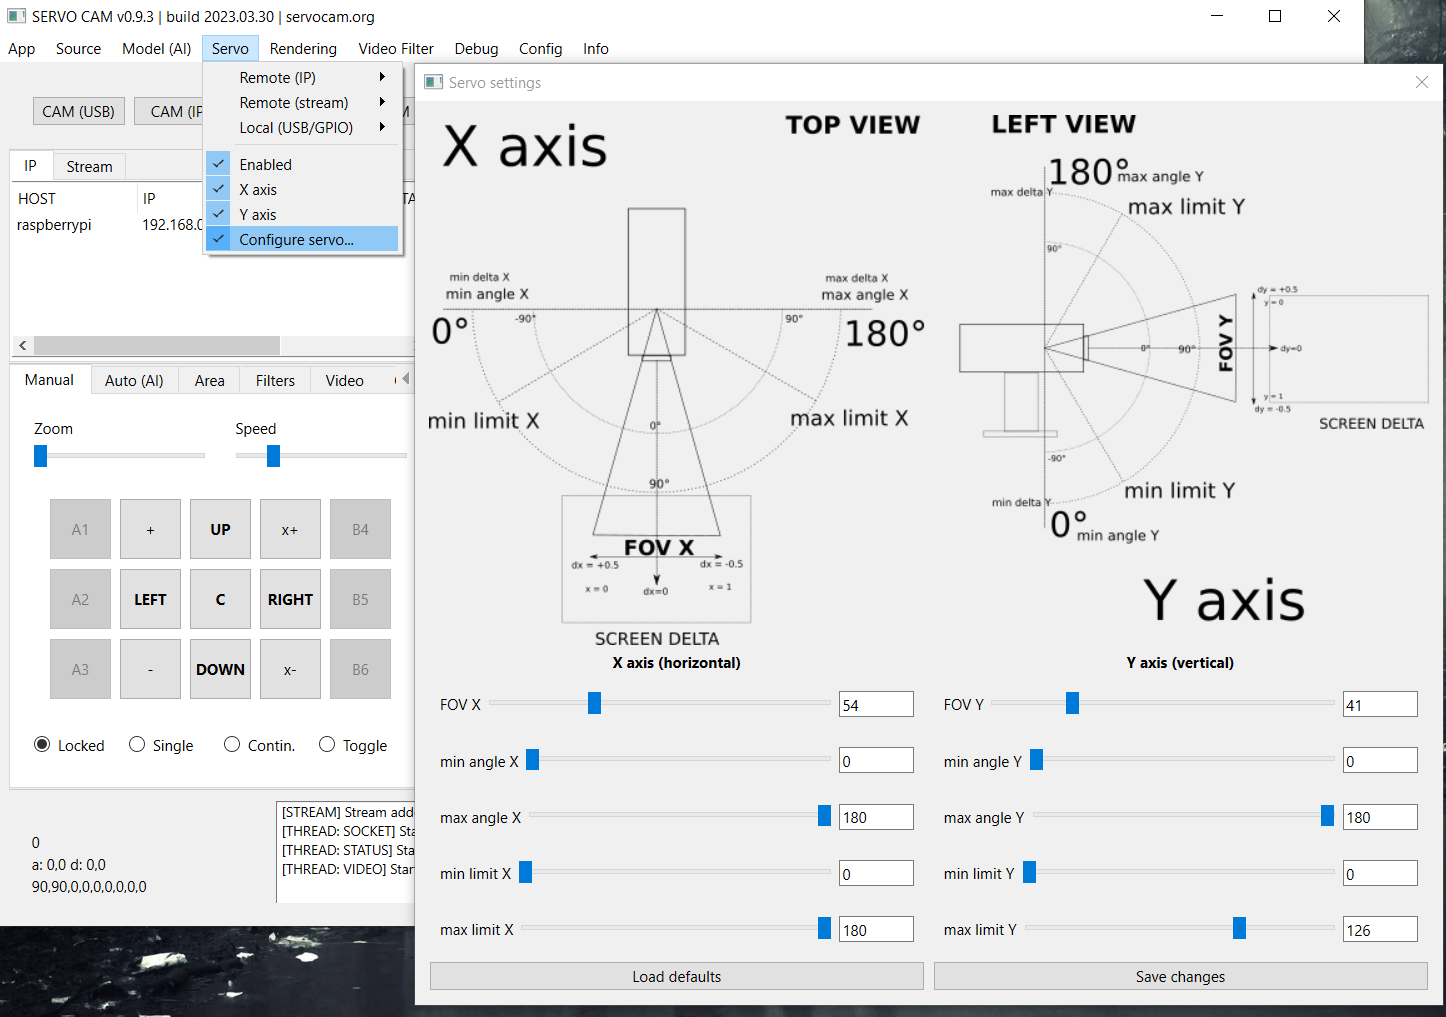 SERVO CAM v0.9.3 | build 2023.03.30 | servocam.org
App Source Model (AI) Servo Rendering Video Filter Debug Config Info
Remote (IP)
Remote (stream)
Local (USB/GPIO)
Enabled
X axis
Y axis
Configure servo...
CAM (USB) CAM (IP M
IP Stream
HOST IP TA
raspberrypi 192.168.0
Manual Auto (AI) Area Filters Video
Zoom Speed
A1 + UP x+ B4
A2 LEFT C RIGHT B5
A3 - DOWN x- B6
Locked Single Contin. Toggle
0
a: 0,0 d: 0,0
90,90,0,0,0,0,0,0,0
[STREAM] Stream add
[THREAD: SOCKET] Sta
[THREAD: STATUS] Sta
[THREAD: VIDEO] Star
Servo settings
X axis
TOP VIEW
min delta X
min angle X
0°
-90°
max delta X
max angle X
90°
180°
min limit X
max limit X
0°
90°
FOV X
dx = +0.5 dx = -0.5
x = 0 dx=0 x = 1
SCREEN DELTA
LEFT VIEW
180° max angle Y
max delta Y
max limit Y
90°
dy = +0.5
y = 0
FOV Y
0° 90° dy=0
y = 1
dy = -0.5
SCREEN DELTA
-90°
min limit Y
min delta Y
0° min angle Y
Y axis
X axis (horizontal)
FOV X 54
min angle X 0
max angle X 180
min limit X 0
max limit X 180
Load defaults
Y axis (vertical)
FOV Y 41
min angle Y 0
max angle Y 180
min limit Y 0
max limit Y 126
Save changes